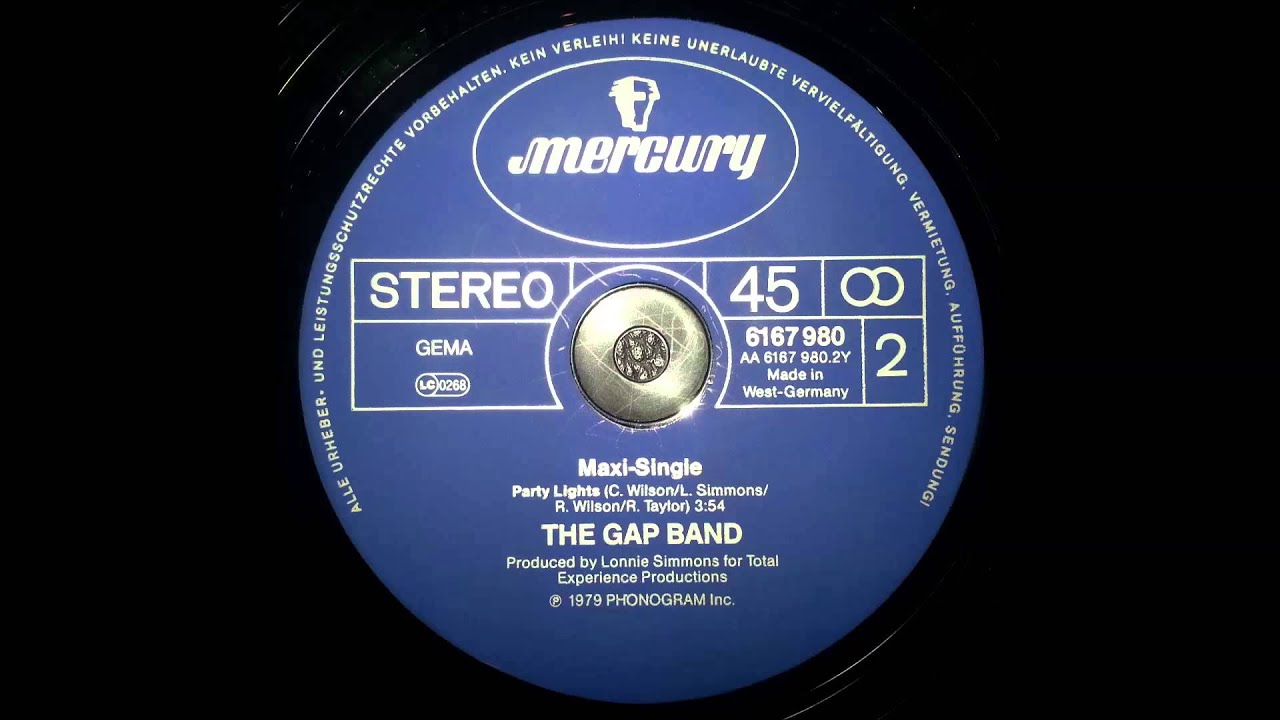 ALLE URHEBER- UND LEISTUNGSSCHUTZRECHTE VORBEHALTEN. KEIN VERLEIH! KEINE UNERLAUBTE VERVIELFÄLTIGUNG, VERMIETUNG, AUFFÜHRUNG, SENDUNG!
mercury
STEREO
45
GEMA
LC 0268
6167 980
AA 6167 980.2Y
Made in
West-Germany
2
Maxi-Single
Party Lights (C. Wilson/L. Simmons/
R. Wilson/R. Taylor) 3:54
THE GAP BAND
Produced by Lonnie Simmons for Total
Experience Productions
℗ 1979 PHONOGRAM Inc.